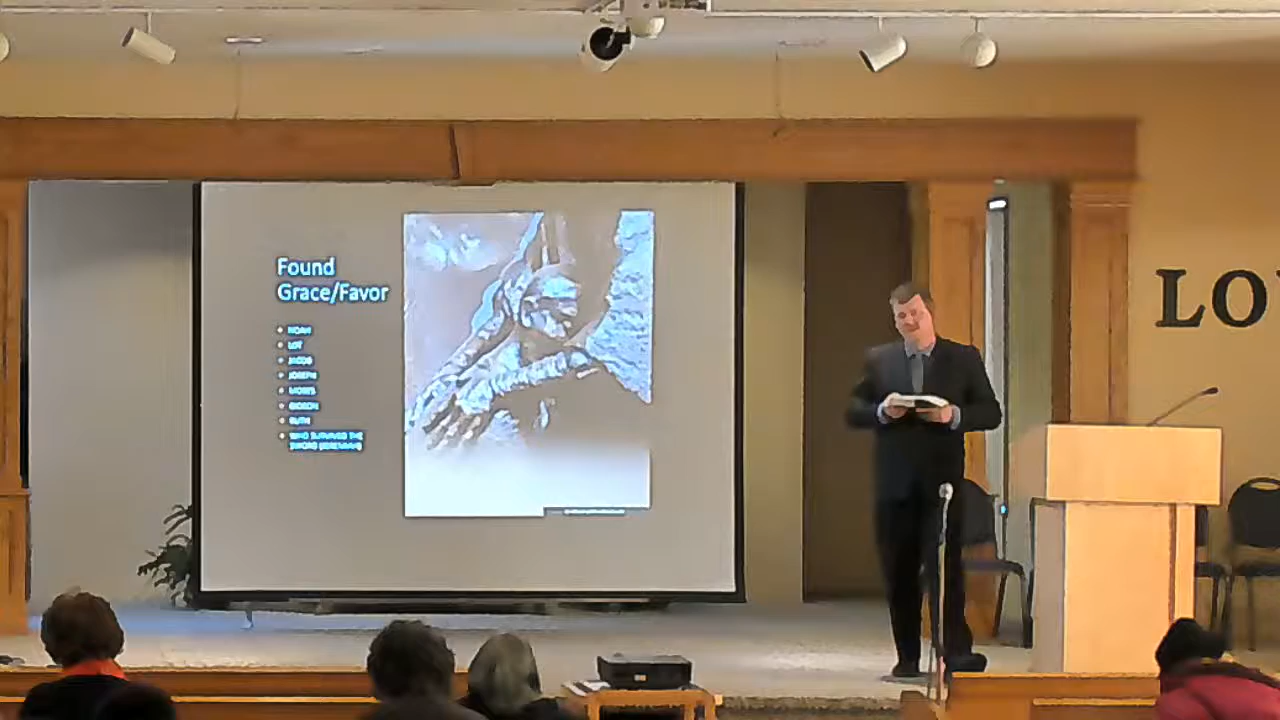 Found
Grace/Favor
• NOAH
• LOT
• JACOB
• JOSEPH
• MOSES
• GIDEON
• RUTH
• WHO SURVIVED THE
SWORD (JEREMIAH)
LO